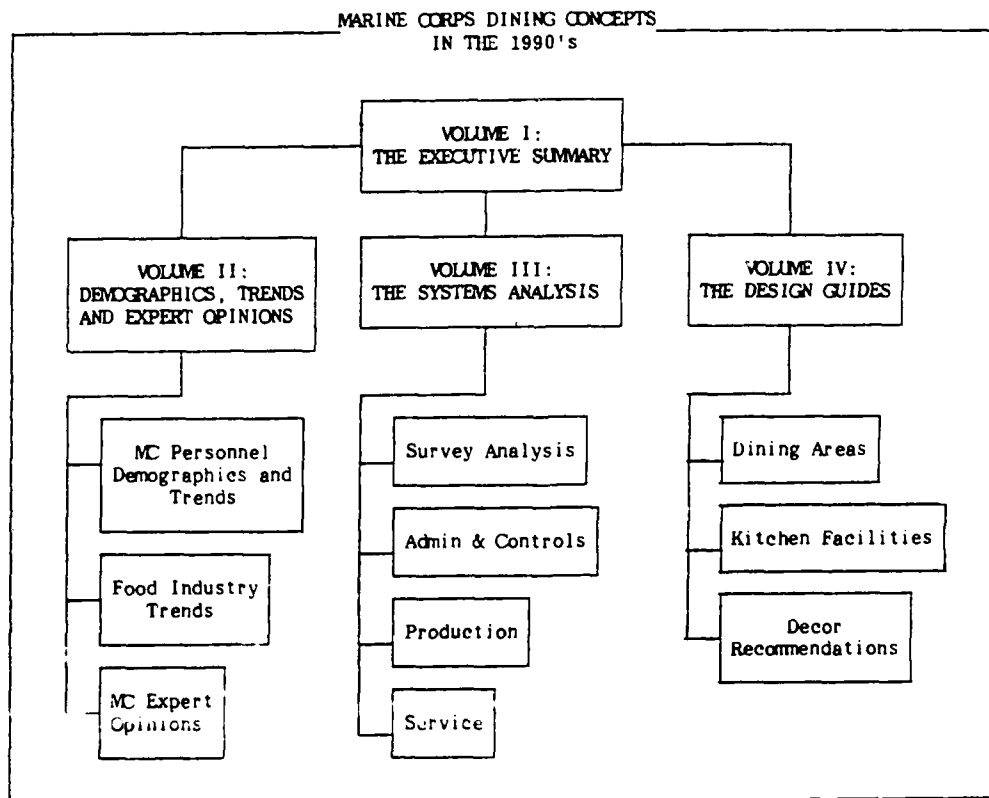 MARINE CORPS DINING CONCEPTS
IN THE 1990's
VOLUME I:
THE EXECUTIVE SUMMARY
VOLUME II:
DEMOGRAPHICS, TRENDS
AND EXPERT OPINIONS
VOLUME III:
THE SYSTEMS ANALYSIS
VOLUME IV:
THE DESIGN GUIDES
MC Personnel
Demographics and
Trends
Food Industry
Trends
MC Expert
Opinions
Survey Analysis
Admin & Controls
Production
Service
Dining Areas
Kitchen Facilities
Decor
Recommendations